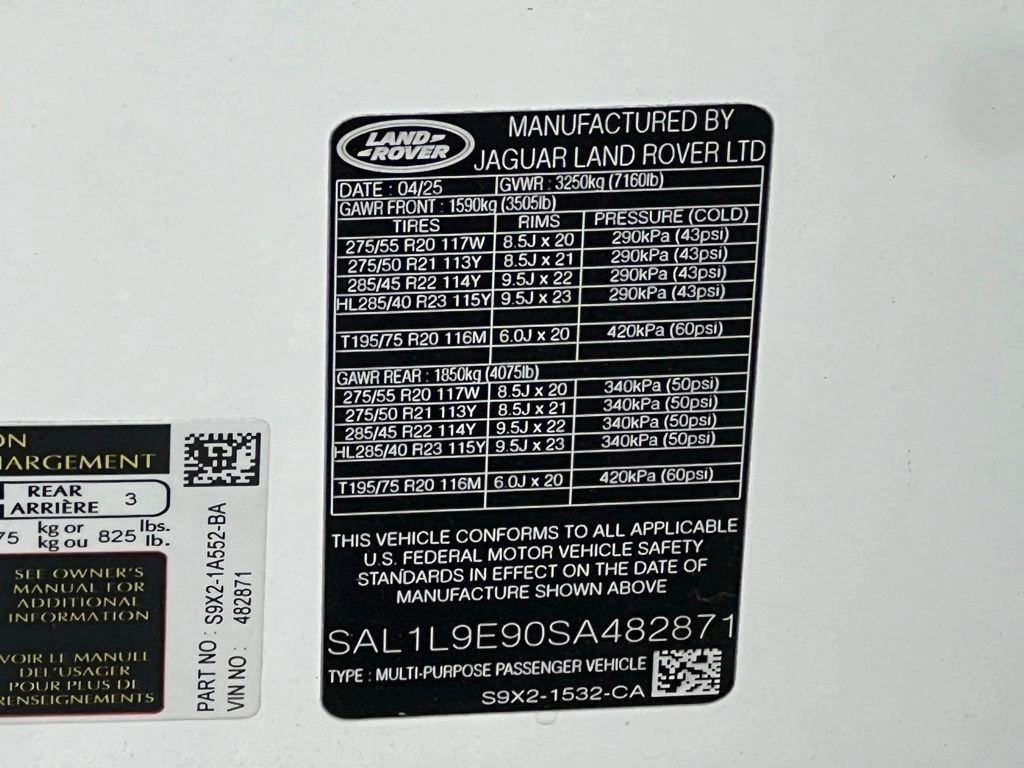 LAND-
-ROVER
MANUFACTURED BY
JAGUAR LAND ROVER LTD
DATE : 04/25 GVWR : 3250kg (7160lb)
GAWR FRONT : 1590kg (3505lb)
TIRES RIMS PRESSURE (COLD)
275/55 R20 117W 8.5J x 20 290kPa (43psi)
275/50 R21 113Y 8.5J x 21 290kPa (43psi)
285/45 R22 114Y 9.5J x 22 290kPa (43psi)
HL285/40 R23 115Y 9.5J x 23 290kPa (43psi)
T195/75 R20 116M 6.0J x 20 420kPa (60psi)
GAWR REAR : 1850kg (4075lb)
275/55 R20 117W 8.5J x 20 340kPa (50psi)
275/50 R21 113Y 8.5J x 21 340kPa (50psi)
285/45 R22 114Y 9.5J x 22 340kPa (50psi)
HL285/40 R23 115Y 9.5J x 23 340kPa (50psi)
T195/75 R20 116M 6.0J x 20 420kPa (60psi)
THIS VEHICLE CONFORMS TO ALL APPLICABLE
U.S. FEDERAL MOTOR VEHICLE SAFETY
STANDARDS IN EFFECT ON THE DATE OF
MANUFACTURE SHOWN ABOVE
SAL1L9E90SA482871
TYPE : MULTI-PURPOSE PASSENGER VEHICLE
S9X2-1532-CA
ON
HARGEMENT
REAR
ARRIÈRE 3
75 kg or 825 lbs.
kg ou lb.
SEE OWNER'S
MANUAL FOR
ADDITIONAL
INFORMATION
VOIR LE MANUEL
DE L'USAGER
POUR PLUS DE
RENSEIGNEMENTS
PART NO : S9X2-1A552-BA
VIN NO : 482871